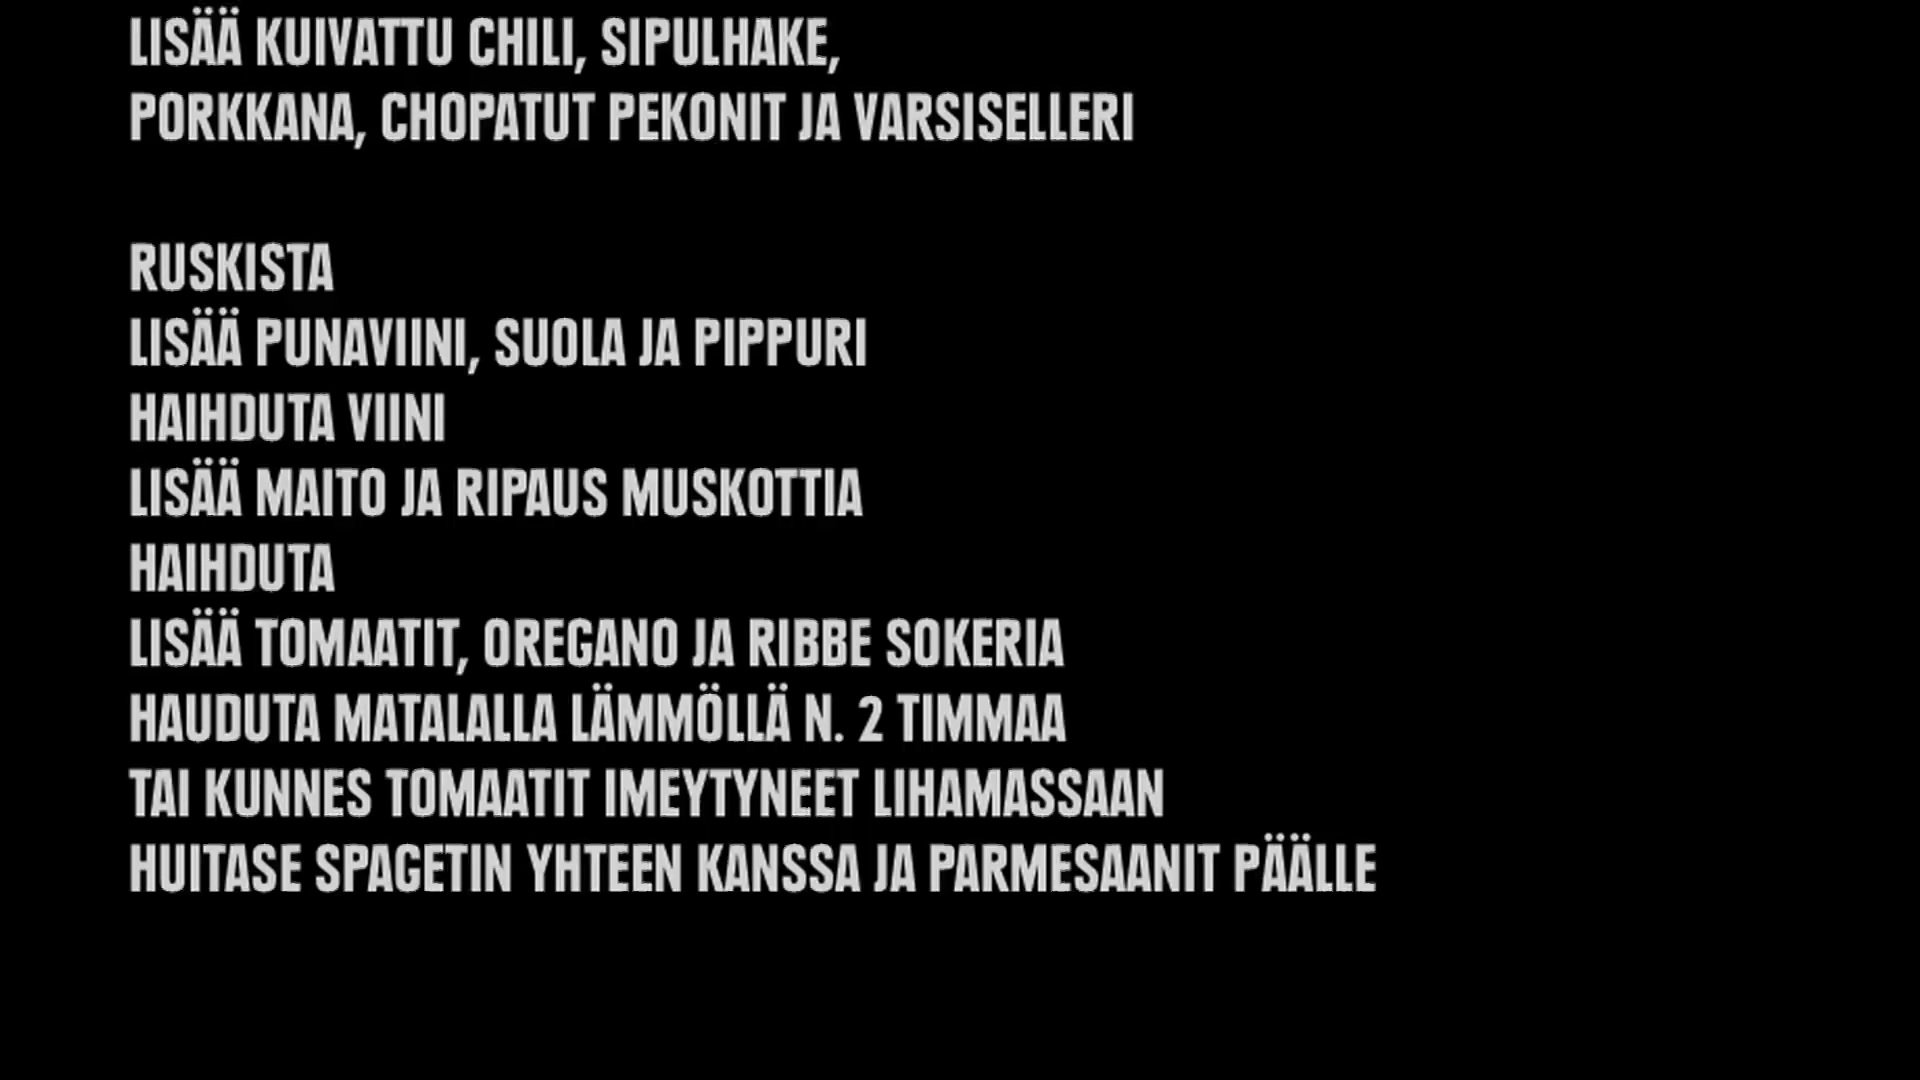 LISÄÄ KUIVATTU CHILI, SIPULHAKE,
PORKKANA, CHOPATUT PEKONIT JA VARSISELLERI
RUSKISTA
LISÄÄ PUNAVIINI, SUOLA JA PIPPURI
HAIHDUTA VIINI
LISÄÄ MAITO JA RIPAUS MUSKOTTIA
HAIHDUTA
LISÄÄ TOMAATIT, OREGANO JA RIBBE SOKERIA
HAUDUTA MATALALLA LÄMMÖLLÄ N. 2 TIMMAA
TAI KUNNES TOMAATIT IMEYTYNEET LIHAMASSAAN
HUITASE SPAGETIN YHTEEN KANSSA JA PARMESAANIT PÄÄLLE